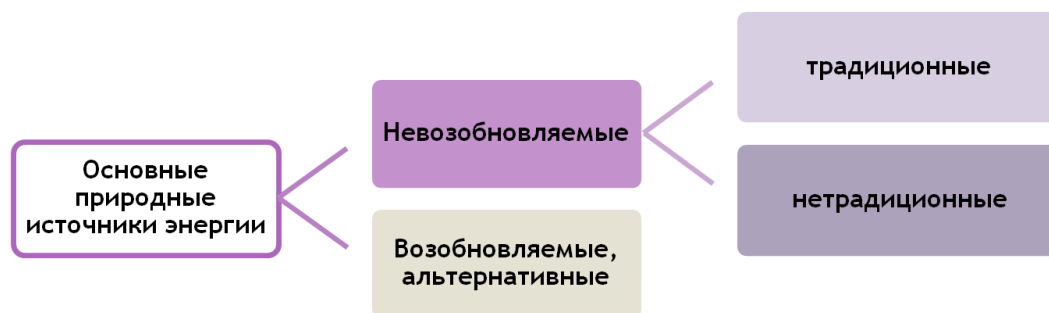 Основные
природные
источники энергии
Невозобновляемые
Возобновляемые,
альтернативные
традиционные
нетрадиционные